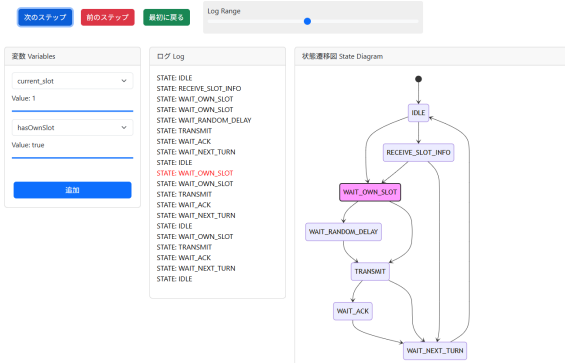 次のステップ
前のステップ
最初に戻る
Log Range
変数 Variables
current_slot
Value: 1
hasOwnSlot
Value: true
追加
ログ Log
STATE: IDLE
STATE: RECEIVE_SLOT_INFO
STATE: WAIT_OWN_SLOT
STATE: WAIT_OWN_SLOT
STATE: WAIT_RANDOM_DELAY
STATE: TRANSMIT
STATE: WAIT_ACK
STATE: WAIT_NEXT_TURN
STATE: IDLE
STATE: WAIT_OWN_SLOT
STATE: WAIT_OWN_SLOT
STATE: TRANSMIT
STATE: WAIT_ACK
STATE: WAIT_NEXT_TURN
STATE: IDLE
STATE: WAIT_OWN_SLOT
STATE: TRANSMIT
STATE: WAIT_ACK
STATE: WAIT_NEXT_TURN
STATE: IDLE
状態遷移図 State Diagram
IDLE
RECEIVE_SLOT_INFO
WAIT_OWN_SLOT
WAIT_RANDOM_DELAY
TRANSMIT
WAIT_ACK
WAIT_NEXT_TURN